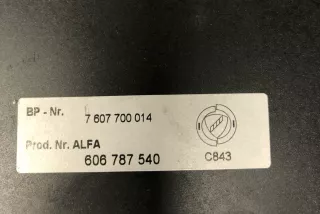 BP - Nr. 7 607 700 014
Prod. Nr. ALFA
606 787 540 C843